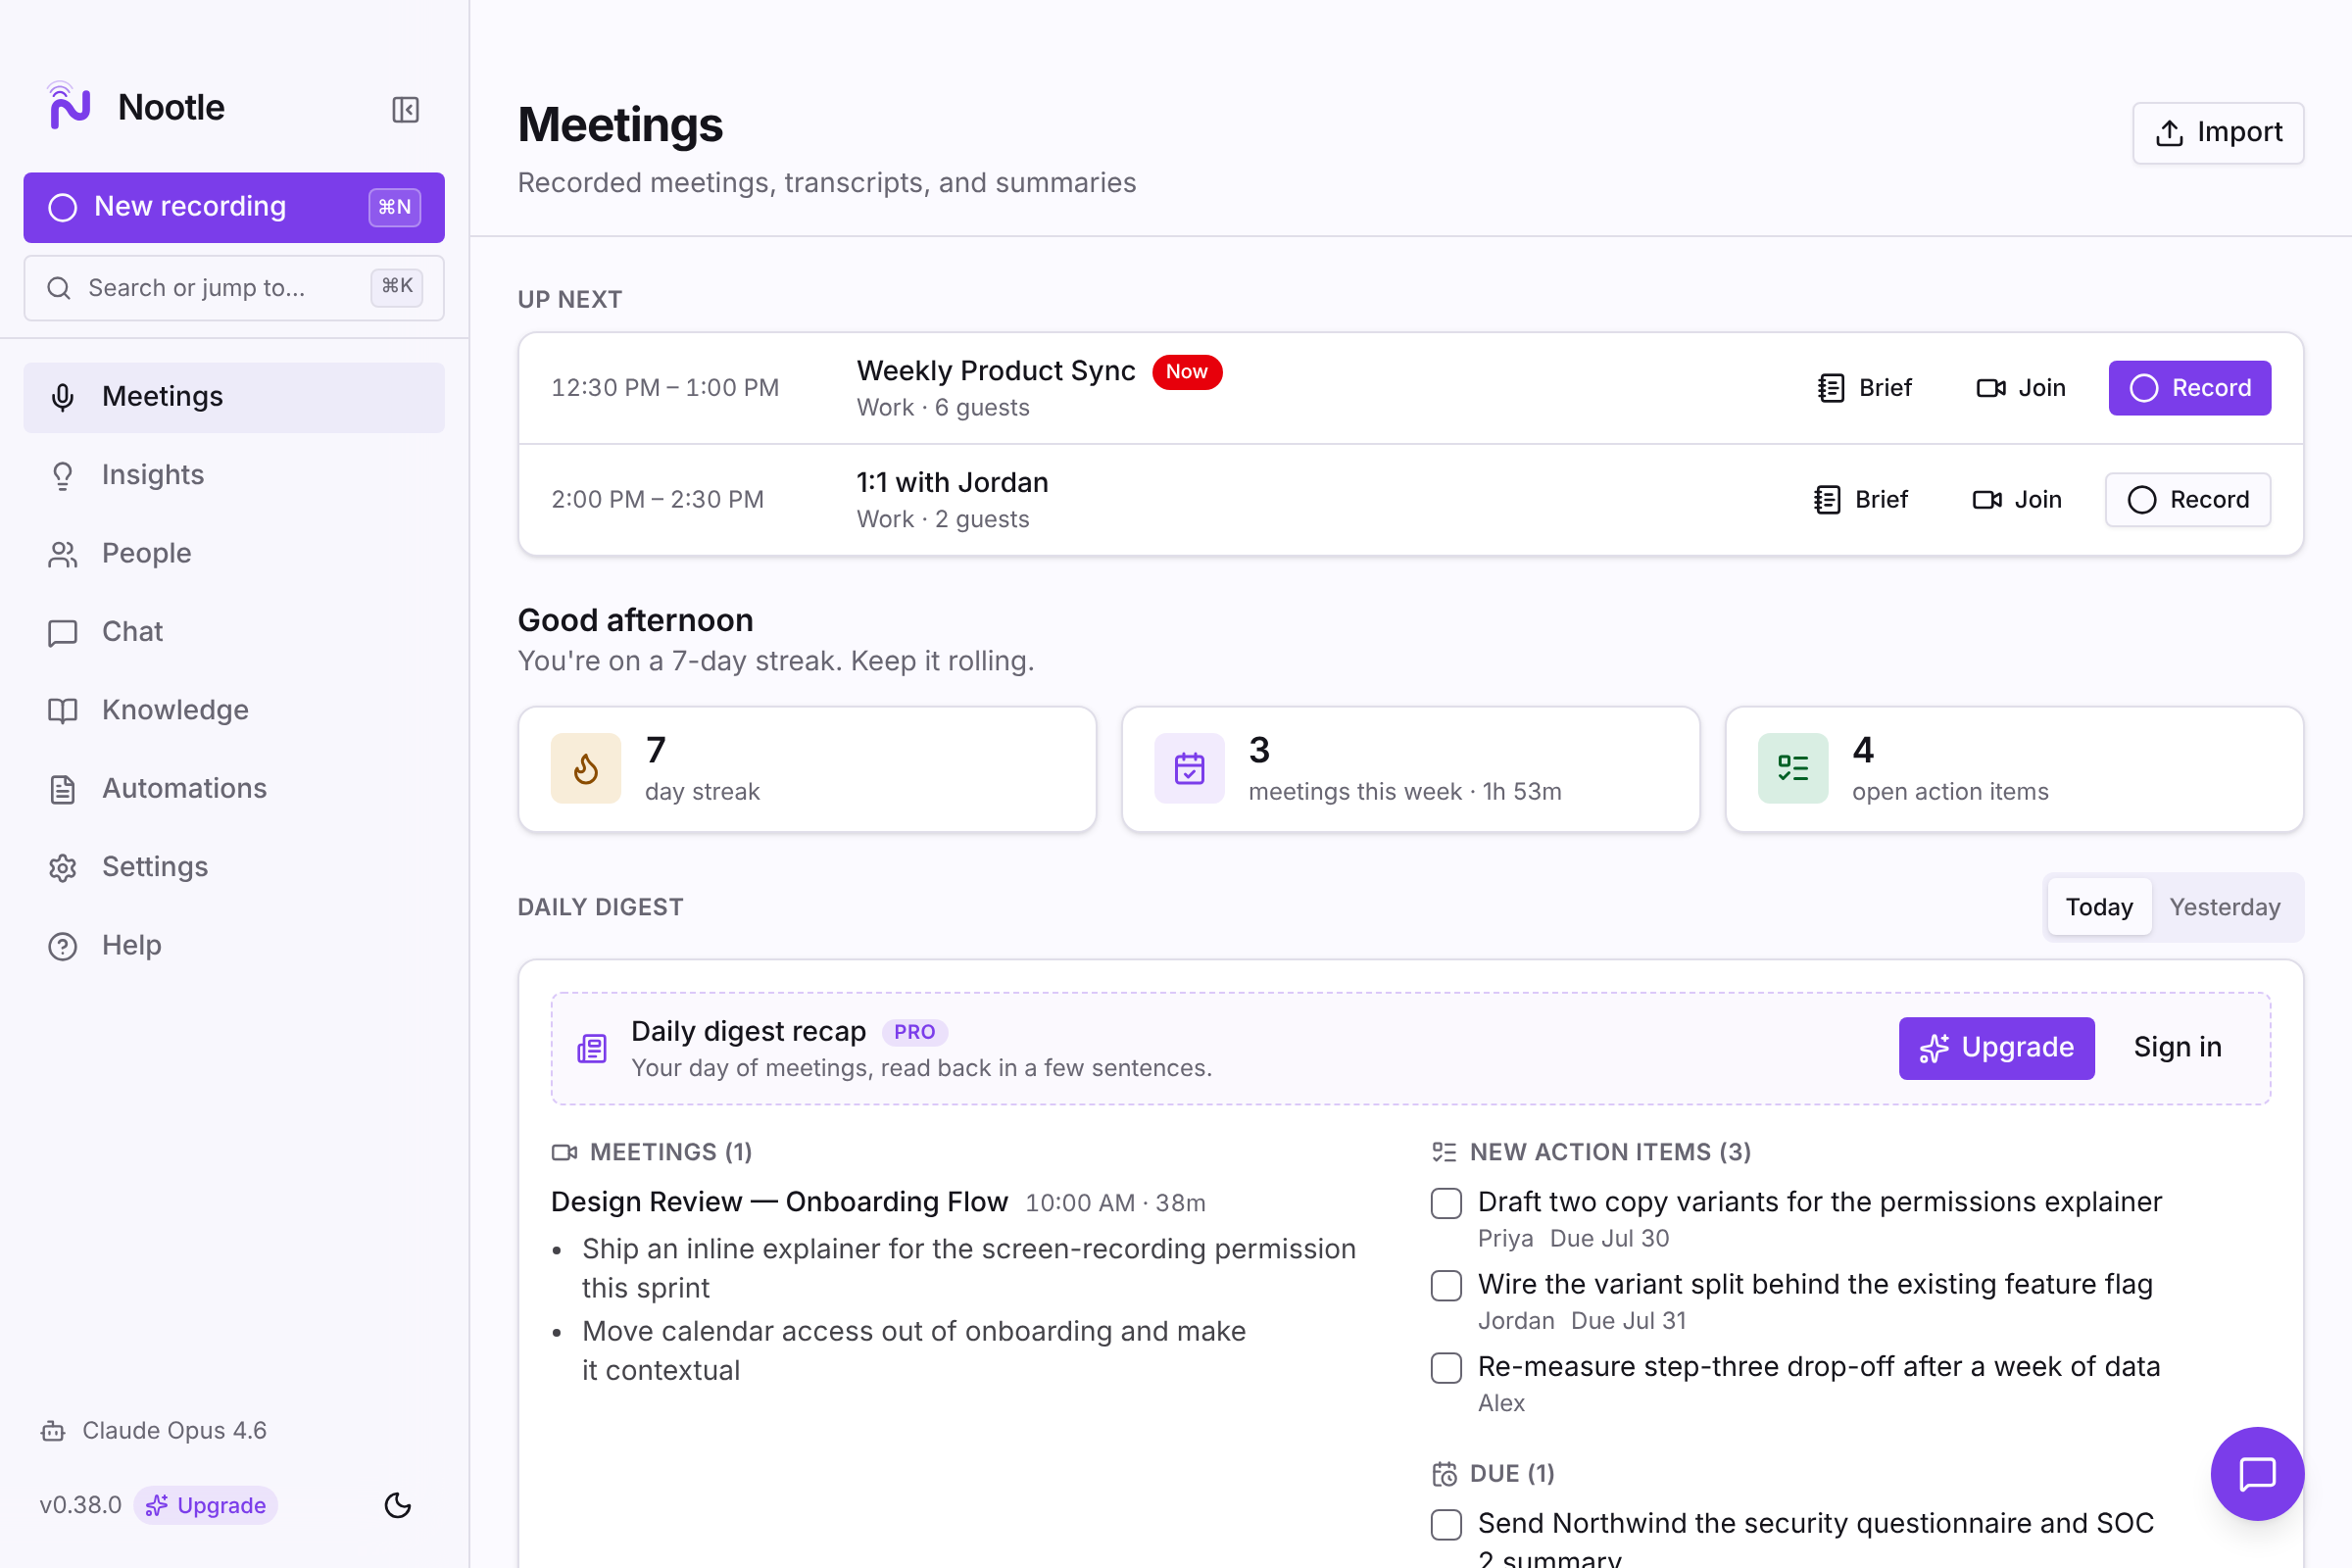 Nootle
New recording ⌘N
Search or jump to... ⌘K
Meetings
Insights
People
Chat
Knowledge
Automations
Settings
Help
Claude Opus 4.6
v0.38.0 Upgrade
Meetings
Recorded meetings, transcripts, and summaries
Import
UP NEXT
12:30 PM – 1:00 PM
Weekly Product Sync Now
Work · 6 guests
Brief Join Record
2:00 PM – 2:30 PM
1:1 with Jordan
Work · 2 guests
Brief Join Record
Good afternoon
You're on a 7-day streak. Keep it rolling.
7
day streak
3
meetings this week · 1h 53m
4
open action items
DAILY DIGEST
Today Yesterday
Daily digest recap PRO
Your day of meetings, read back in a few sentences.
Upgrade Sign in
MEETINGS (1)
Design Review — Onboarding Flow 10:00 AM · 38m
• Ship an inline explainer for the screen-recording permission
this sprint
• Move calendar access out of onboarding and make
it contextual
NEW ACTION ITEMS (3)
Draft two copy variants for the permissions explainer
Priya Due Jul 30
Wire the variant split behind the existing feature flag
Jordan Due Jul 31
Re-measure step-three drop-off after a week of data
Alex
DUE (1)
Send Northwind the security questionnaire and SOC
2 summary